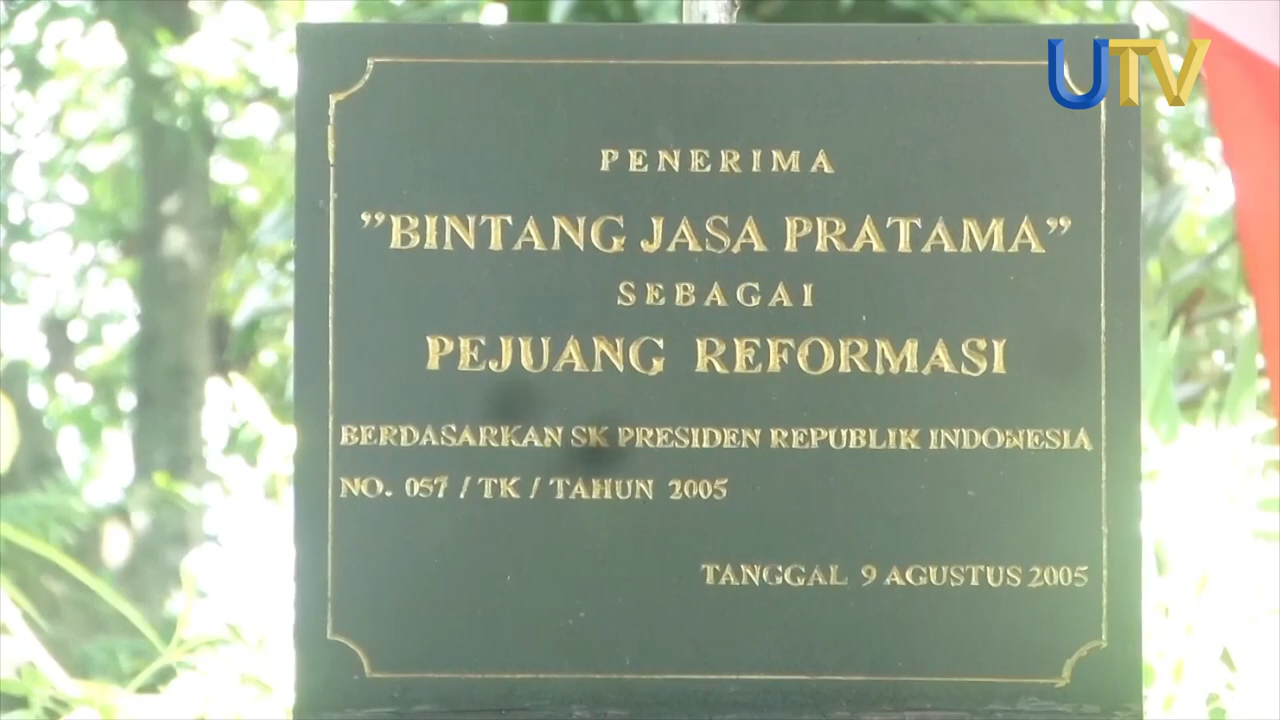 UTV
PENERIMA
"BINTANG JASA PRATAMA"
SEBAGAI
PEJUANG REFORMASI
BERDASARKAN SK PRESIDEN REPUBLIK INDONESIA
NO. 057 / TK / TAHUN 2005
TANGGAL 9 AGUSTUS 2005